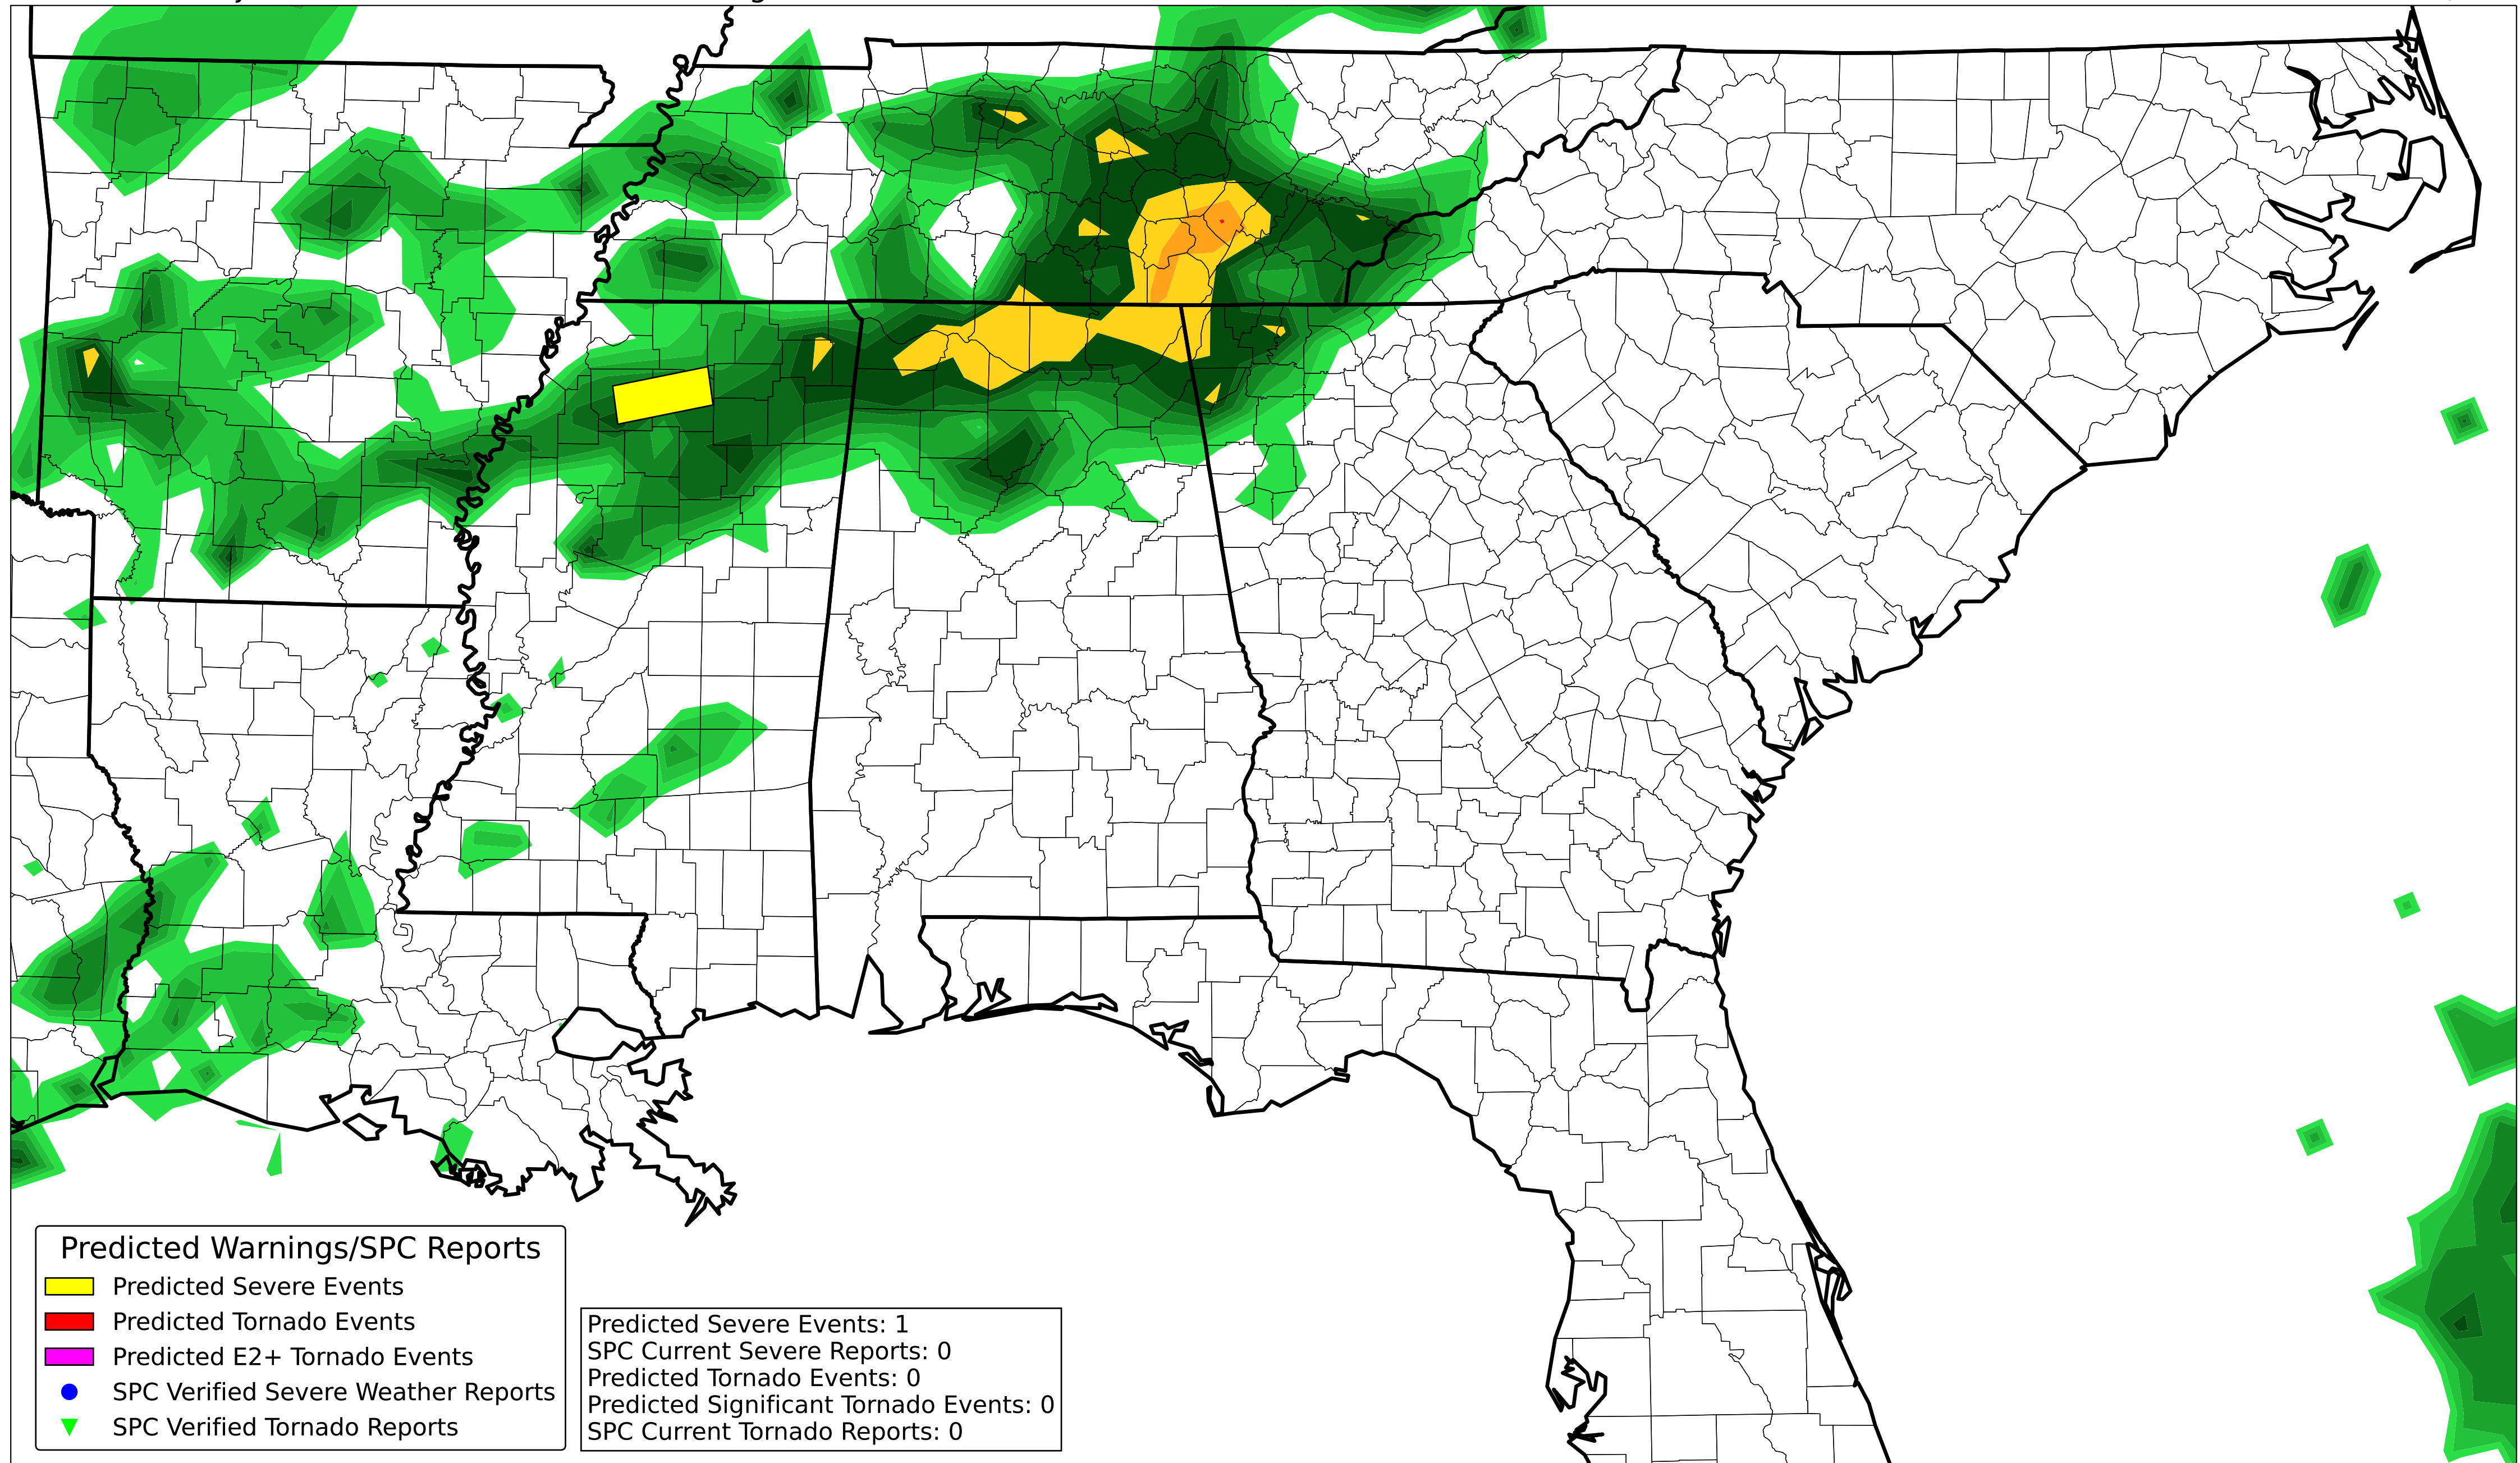 Predicted Warnings/SPC Reports
Predicted Severe Events
Predicted Tornado Events
Predicted E2+ Tornado Events
SPC Verified Severe Weather Reports
SPC Verified Tornado Reports
Predicted Severe Events: 1
SPC Current Severe Reports: 0
Predicted Tornado Events: 0
Predicted Significant Tornado Events: 0
SPC Current Tornado Reports: 0